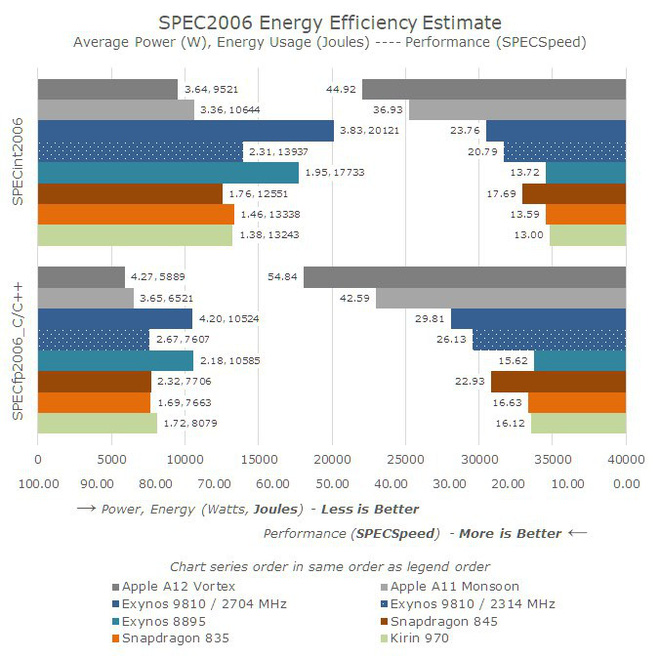 SPEC2006 Energy Efficiency Estimate
Average Power (W), Energy Usage (Joules) ---- Performance (SPECSpeed)
SPECint2006
3.64, 9521 44.92
3.36, 10644 36.93
3.83, 20121 23.76
2.31, 13937 20.79
1.95, 17733 13.72
1.76, 12551 17.69
1.46, 13338 13.59
1.38, 13243 13.00
SPECfp2006_C/C++
4.27, 5889 54.84
3.65, 6521 42.59
4.20, 10524 29.81
2.67, 7607 26.13
2.18, 10585 15.62
2.32, 7706 22.93
1.69, 7663 16.63
1.72, 8079 16.12
0 5000 10000 15000 20000 25000 30000 35000 40000
100.00 90.00 80.00 70.00 60.00 50.00 40.00 30.00 20.00 10.00 0.00
→ Power, Energy (Watts, Joules) - Less is Better
Performance (SPECSpeed) - More is Better ←
Chart series order in same order as legend order
Apple A12 Vortex Apple A11 Monsoon
Exynos 9810 / 2704 MHz Exynos 9810 / 2314 MHz
Exynos 8895 Snapdragon 845
Snapdragon 835 Kirin 970